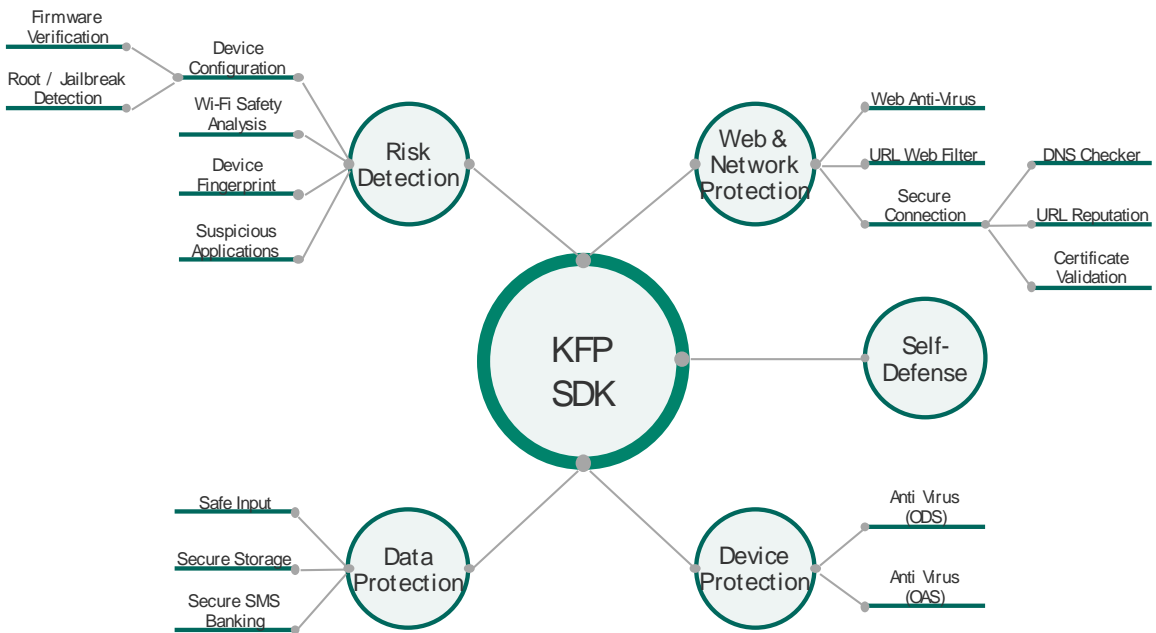 Firmware
Verification
Root / Jailbreak
Detection
Device
Configuration
Wi-Fi Safety
Analysis
Device
Fingerprint
Suspicious
Applications
Risk
Detection
Web &
Network
Protection
Web Anti-Virus
URL Web Filter
Secure
Connection
DNS Checker
URL Reputation
Certificate
Validation
KFP
SDK
Self-
Defense
Safe Input
Secure Storage
Secure SMS
Banking
Data
Protection
Device
Protection
Anti Virus
(ODS)
Anti Virus
(OAS)